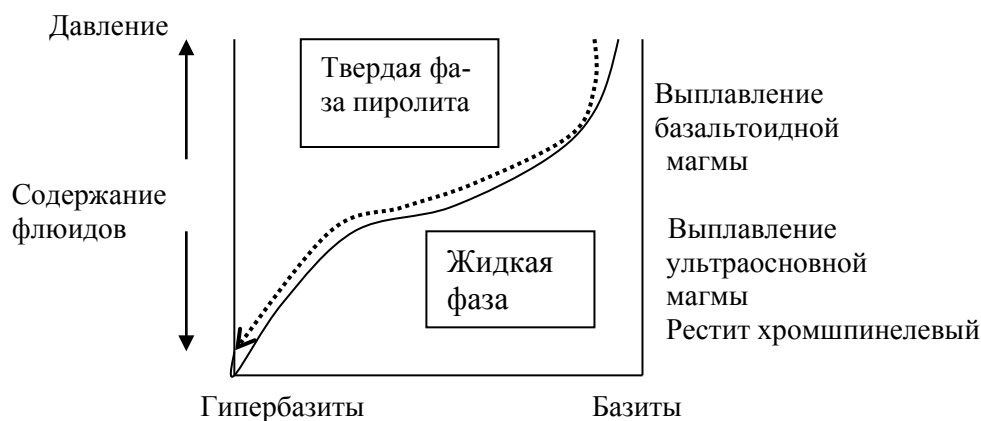 Давление
Твердая фа-
за пиролита
Выплавление
базальтоидной
магмы
Содержание
флюидов
Жидкая
фаза
Выплавление
ультраосновной
магмы
Рестит хромшпинелевый
Гипербазиты
Базиты